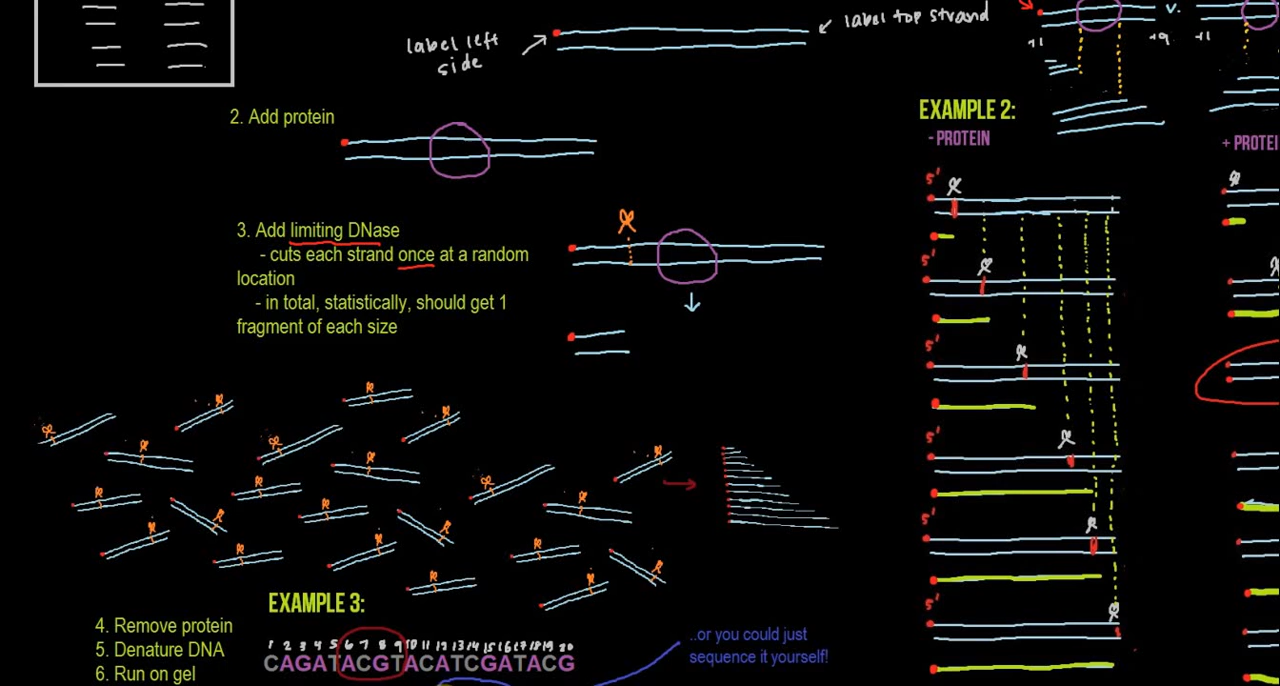 label left
side
label top strand
v.
+1
+9
+1
2. Add protein
3. Add limiting DNase
- cuts each strand once at a random
location
- in total, statistically, should get 1
fragment of each size
4. Remove protein
5. Denature DNA
6. Run on gel
EXAMPLE 3:
1 2 3 4 5 6 7 8 9 10 11 12 13 14 15 16 17 18 19 20
CAGATACGTACATCGATACG
..or you could just
sequence it yourself!
EXAMPLE 2:
- PROTEIN
+ PROTEI
5'
5'
5'
5'
5'
5'